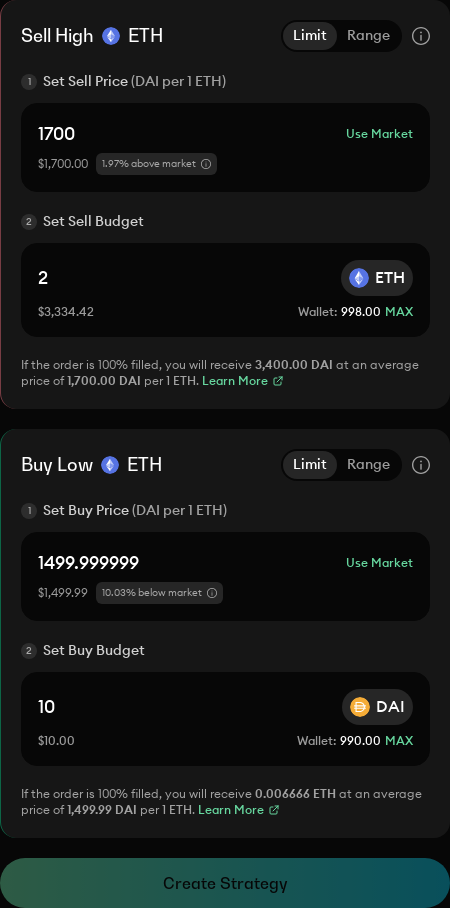 Sell High ETH Limit Range
1 Set Sell Price (DAI per 1 ETH)
1700 Use Market
$1,700.00 1.97% above market
2 Set Sell Budget
2 ETH
$3,334.42 Wallet: 998.00 MAX
If the order is 100% filled, you will receive 3,400.00 DAI at an average
price of 1,700.00 DAI per 1 ETH. Learn More
Buy Low ETH Limit Range
1 Set Buy Price (DAI per 1 ETH)
1499.999999 Use Market
$1,499.99 10.03% below market
2 Set Buy Budget
10 DAI
$10.00 Wallet: 990.00 MAX
If the order is 100% filled, you will receive 0.006666 ETH at an average
price of 1,499.99 DAI per 1 ETH. Learn More
Create Strategy